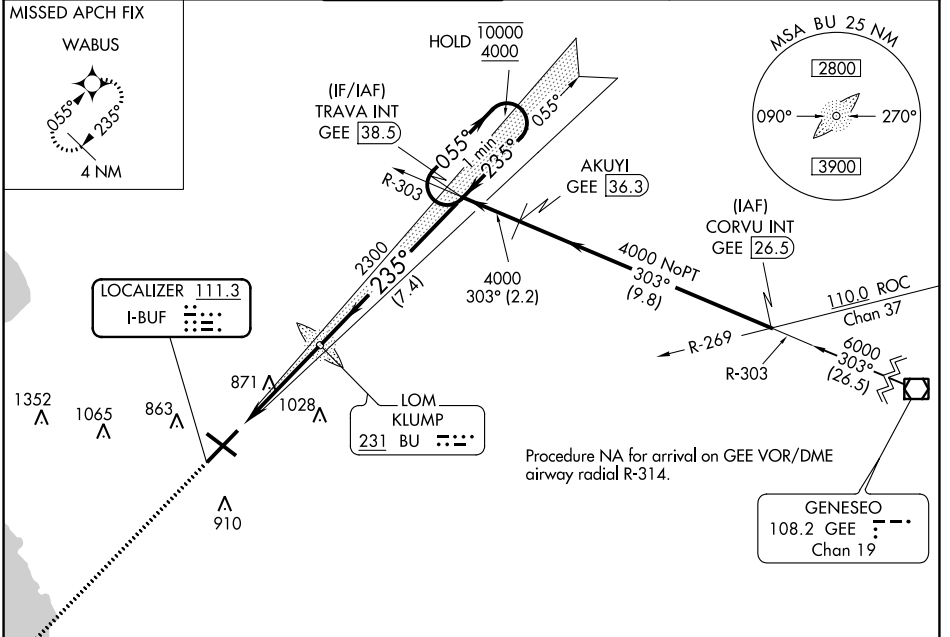 MISSED APCH FIX
WABUS
055°
235°
4 NM
HOLD
10000
4000
(IF/IAF)
TRAVA INT
GEE 38.5
055°
1 min
235°
055°
R-303
AKUYI
GEE 36.3
MSA BU 25 NM
2800
090°
270°
3900
(IAF)
CORVU INT
GEE 26.5
4000 NoPT
303°
(9.8)
4000
303° (2.2)
2300
235°
(7.4)
110.0 ROC
Chan 37
R-269
R-303
6000
303°
(26.5)
LOCALIZER 111.3
I-BUF
871
1028
1352
1065
863
910
LOM
KLUMP
231 BU
Procedure NA for arrival on GEE VOR/DME
airway radial R-314.
GENESEO
108.2 GEE
Chan 19